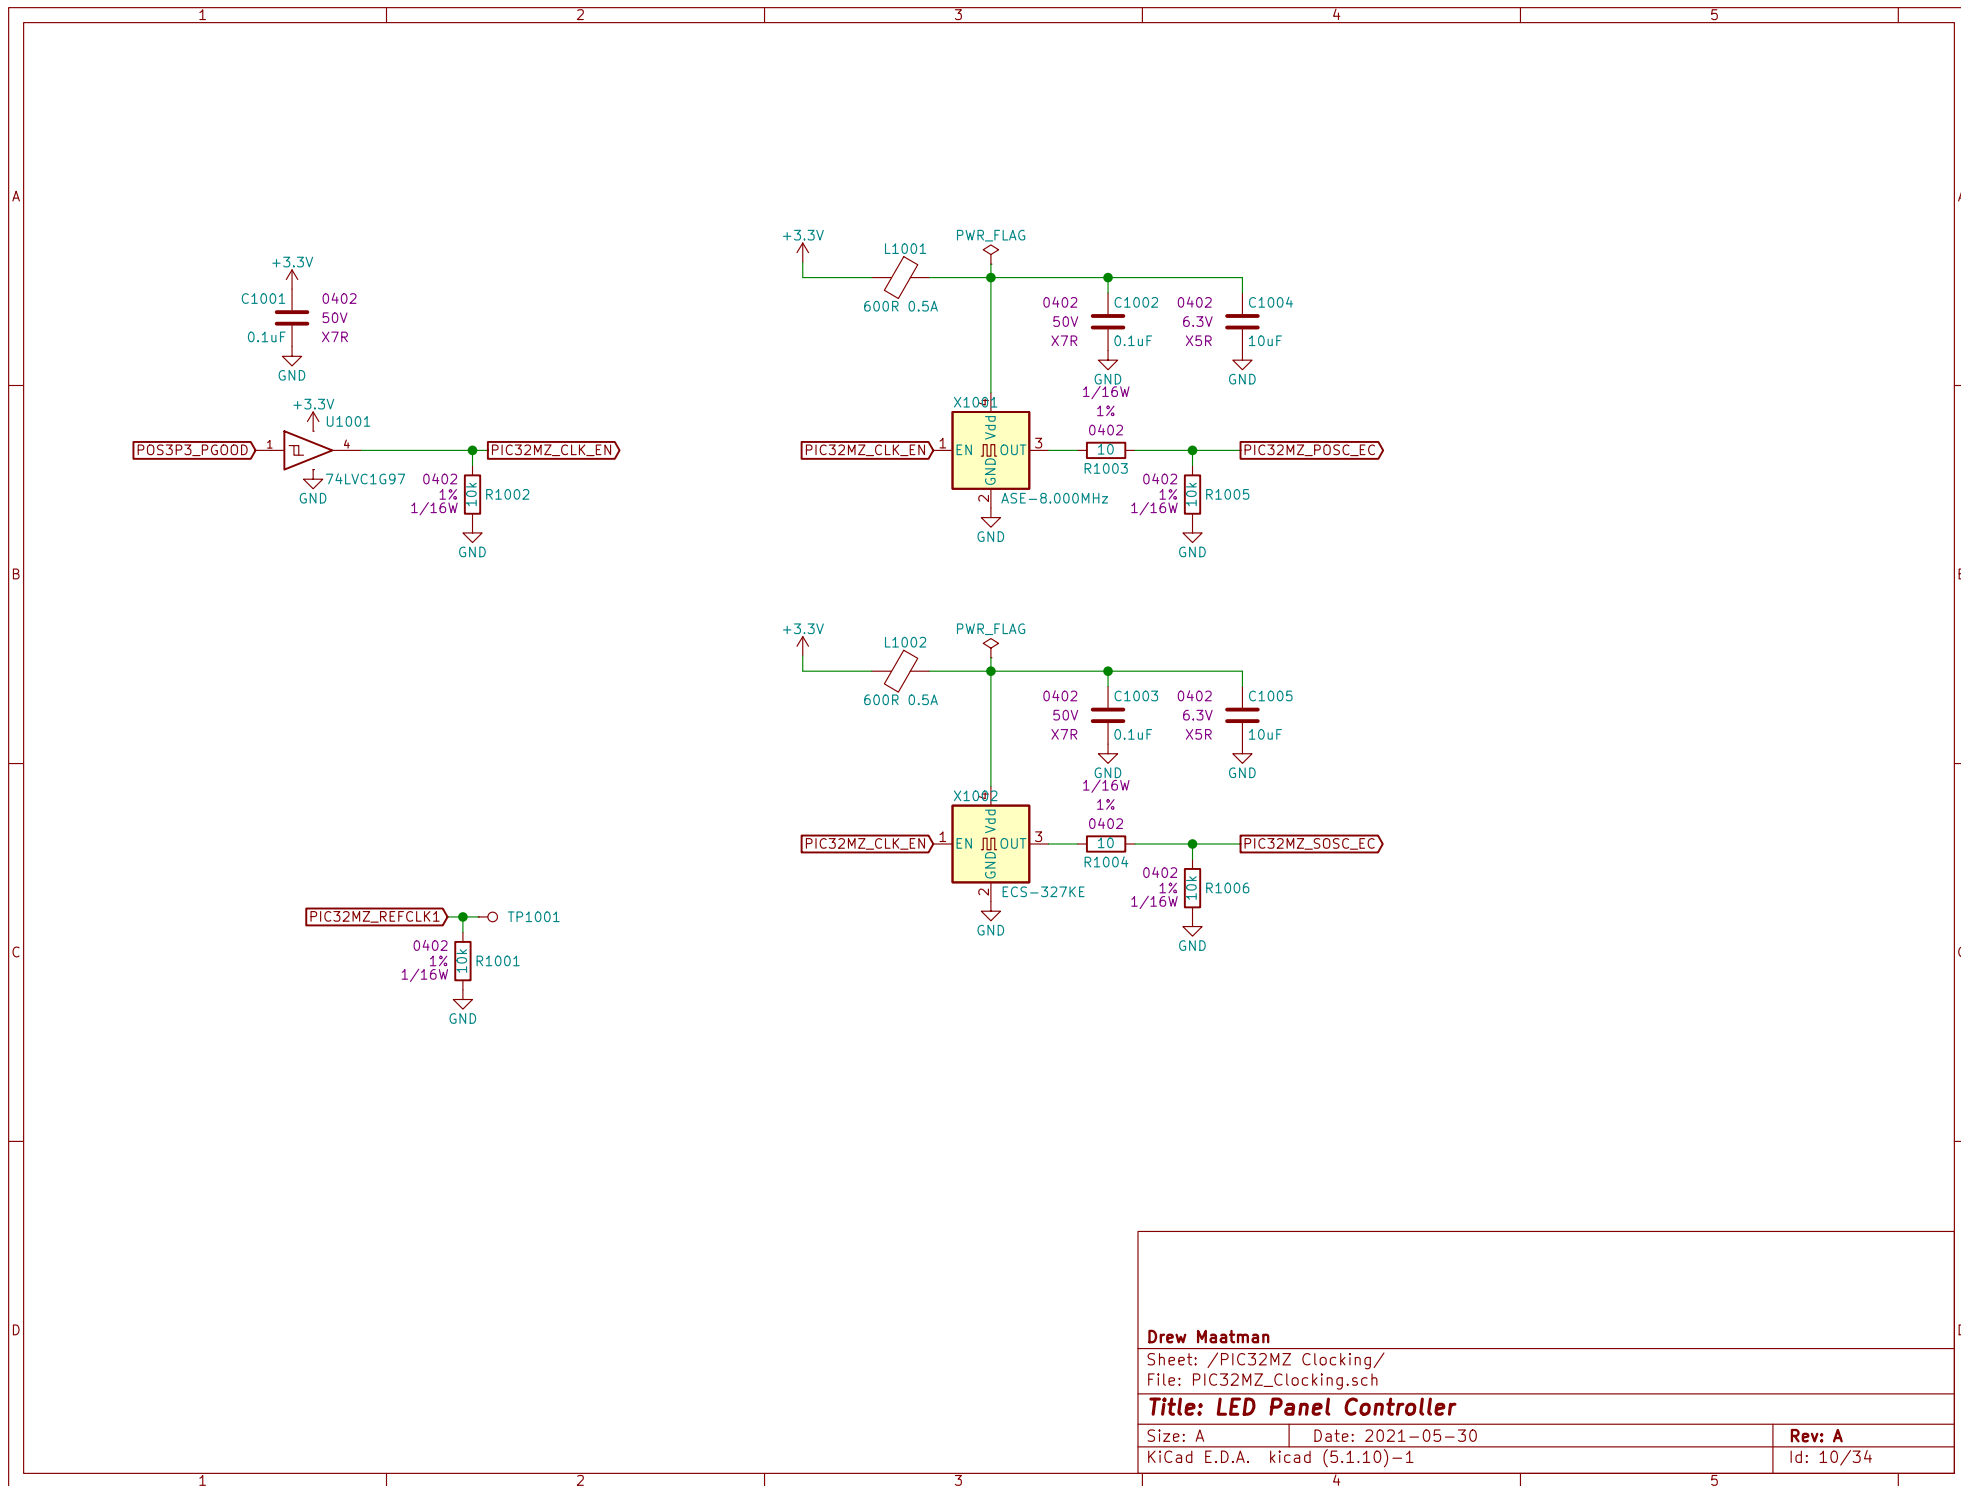 1 2 3 4 5
A
B
C
D
+3.3V
C1001 0402
50V
0.1uF X7R
GND
+3.3V
U1001
POS3P3_PGOOD 1 4 PIC32MZ_CLK_EN
74LVC1G97
GND
0402
1% 10k R1002
1/16W
GND
PIC32MZ_REFCLK1 TP1001
0402
1% 10k R1001
1/16W
GND
+3.3V L1001 PWR_FLAG
600R 0.5A
0402 C1002 0402 C1004
50V 6.3V
X7R 0.1uF X5R 10uF
GND GND
1/16W
1%
0402
X1001 4
PIC32MZ_CLK_EN 1 EN Vdd GND OUT 3 10 PIC32MZ_POSC_EC
R1003
2 ASE-8.000MHz
GND
0402
1% 10k R1005
1/16W
GND
+3.3V L1002 PWR_FLAG
600R 0.5A
0402 C1003 0402 C1005
50V 6.3V
X7R 0.1uF X5R 10uF
GND GND
1/16W
1%
0402
X1002 4
PIC32MZ_CLK_EN 1 EN Vdd GND OUT 3 10 PIC32MZ_SOSC_EC
R1004
2 ECS-327KE
GND
0402
1% 10k R1006
1/16W
GND
Drew Maatman
Sheet: /PIC32MZ Clocking/
File: PIC32MZ_Clocking.sch
Title: LED Panel Controller
Size: A Date: 2021-05-30 Rev: A
KiCad E.D.A. kicad (5.1.10)-1 Id: 10/34
1 2 3 4 5